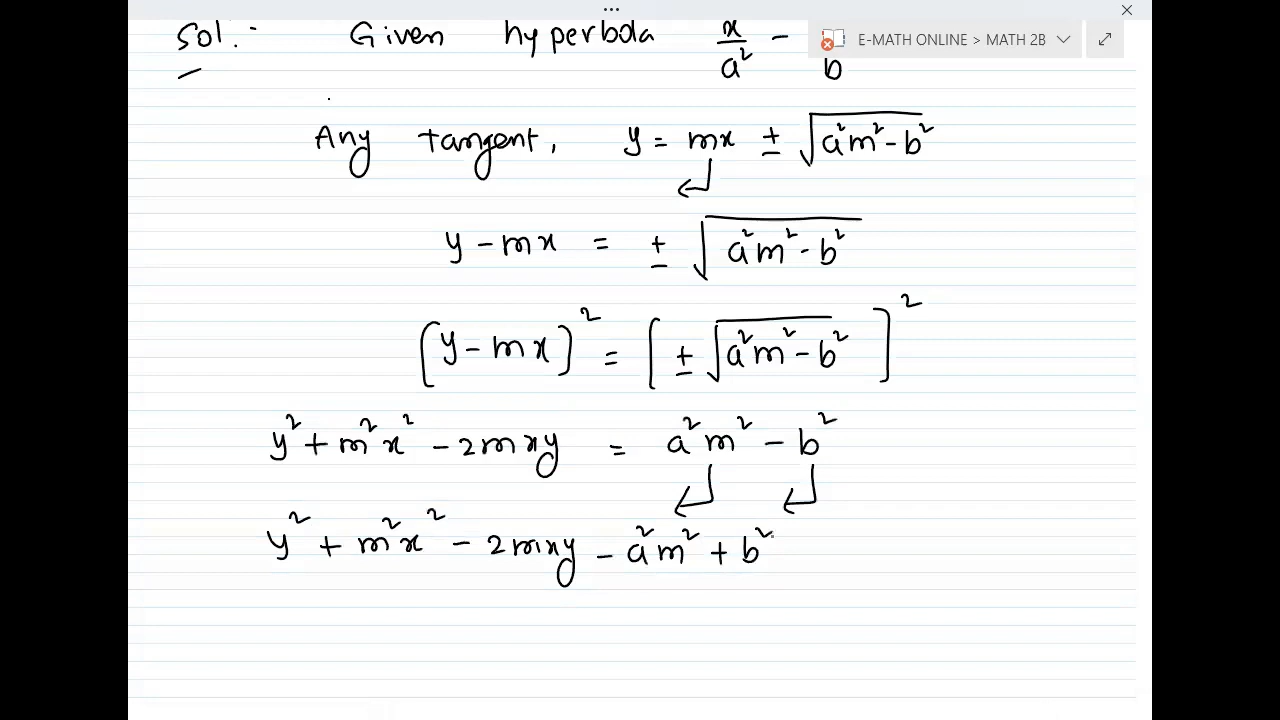 E-MATH ONLINE > MATH 2B
Sol :- Given hyperbola x/a² - b
Any tangent, y = mx ± √(a²m² - b²)
y - mx = ± √(a²m² - b²)
[y - mx]² = [± √(a²m² - b²)]²
y² + m²x² - 2mxy = a²m² - b²
y² + m²x² - 2mxy - a²m² + b²